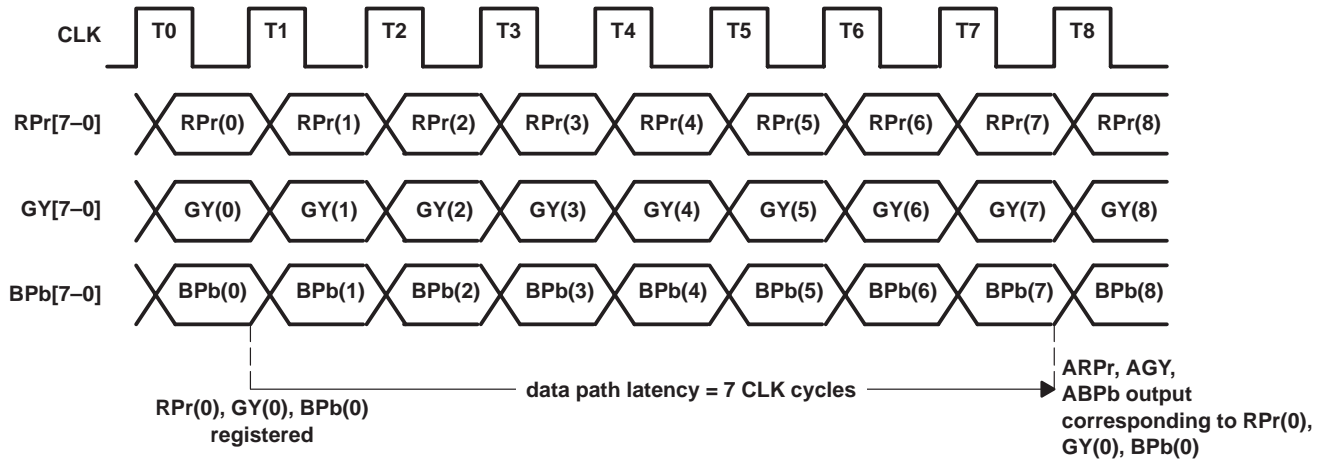 CLK T0 T1 T2 T3 T4 T5 T6 T7 T8
RPr[7–0] RPr(0) RPr(1) RPr(2) RPr(3) RPr(4) RPr(5) RPr(6) RPr(7) RPr(8)
GY[7–0] GY(0) GY(1) GY(2) GY(3) GY(4) GY(5) GY(6) GY(7) GY(8)
BPb[7–0] BPb(0) BPb(1) BPb(2) BPb(3) BPb(4) BPb(5) BPb(6) BPb(7) BPb(8)
RPr(0), GY(0), BPb(0)
registered
data path latency = 7 CLK cycles
ARPr, AGY,
ABPb output
corresponding to RPr(0),
GY(0), BPb(0)